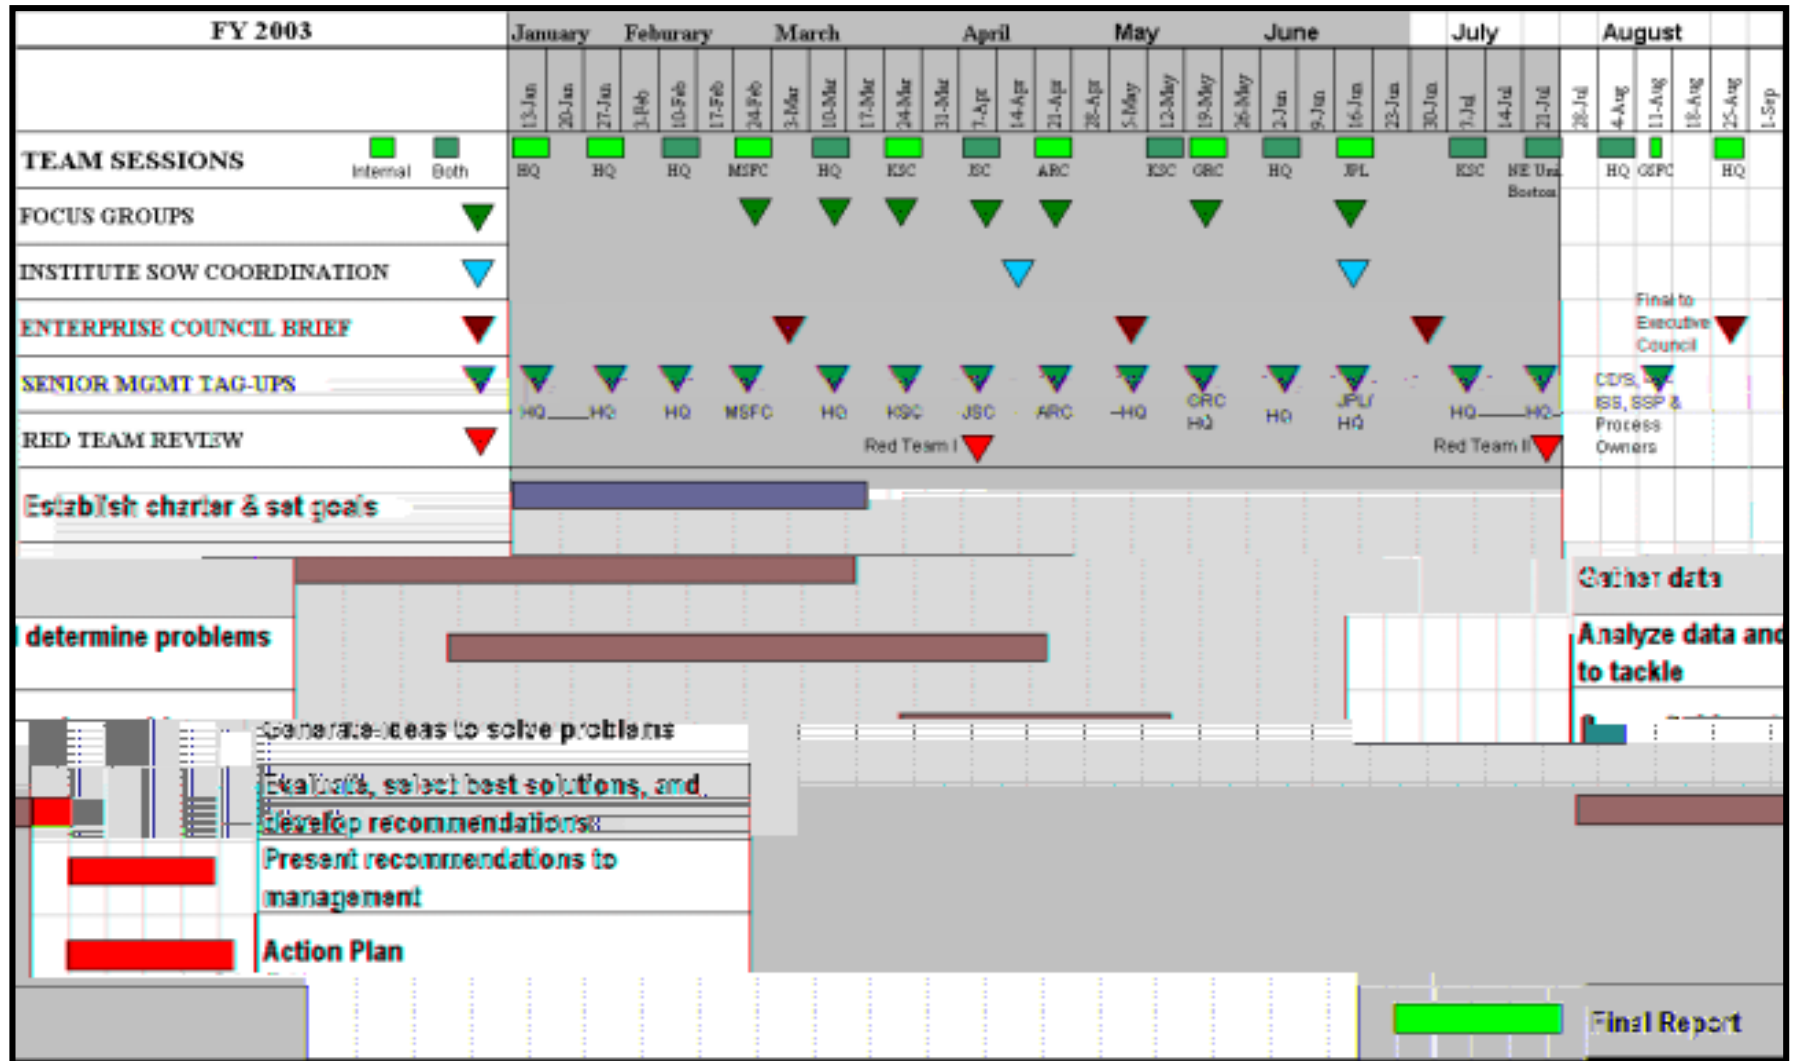 FY 2003
January Feburary March April May June July August
13-Jan 20-Jan 27-Jan 3-Feb 10-Feb 17-Feb 24-Feb 3-Mar 10-Mar 17-Mar 24-Mar 31-Mar 7-Apr 14-Apr 21-Apr 28-Apr 5-May 12-May 19-May 26-May 2-Jun 9-Jun 16-Jun 23-Jun 30-Jun 7-Jul 14-Jul 21-Jul 28-Jul 4-Aug 11-Aug 18-Aug 25-Aug 1-Sep
TEAM SESSIONS Internal Both HQ HQ HQ MSFC HQ KSC JSC ARC KSC GRC HQ JPL KSC NE Uni HQ GSFC HQ
Boston
FOCUS GROUPS
INSTITUTE SOW COORDINATION
ENTERPRISE COUNCIL BRIEF
Final to
Executive
Council
SENIOR MGMT TAG-UPS
HQ HQ HQ MSFC HQ KSC JSC ARC HQ GRC HQ JPL/ HQ HQ
HQ HQ
ISS, SSP &
Process
Owners
RED TEAM REVIEW Red Team I Red Team II
Establish charter & set goals
Gather data
determine problems
Analyze data and
to tackle
Generate ideas to solve problems
Evaluate, select best solutions, and
develop recommendations
Present recommendations to
management
Action Plan
Final Report